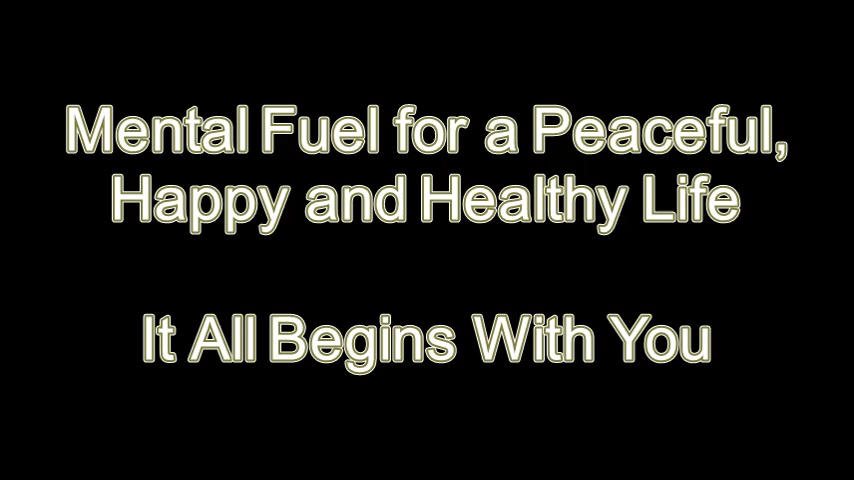 Mental Fuel for a Peaceful,
Happy and Healthy Life
It All Begins With You